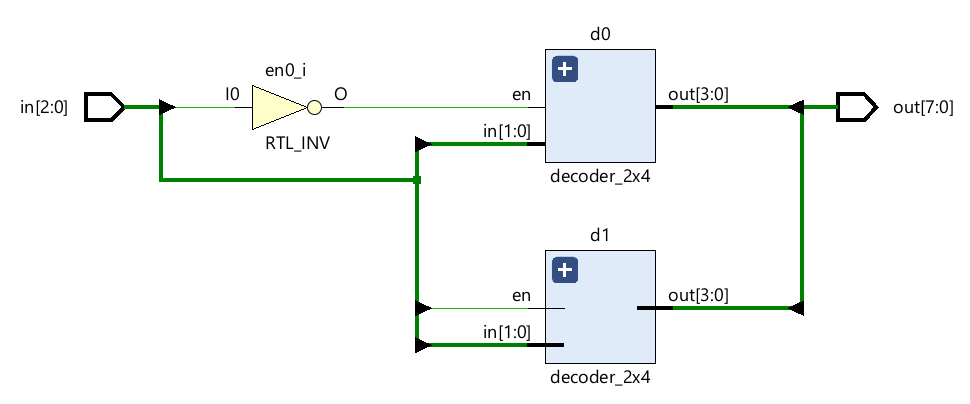 d0
en0_i
in[2:0]
I0
O
en
out[3:0]
out[7:0]
RTL_INV
in[1:0]
decoder_2x4
d1
en
out[3:0]
in[1:0]
decoder_2x4